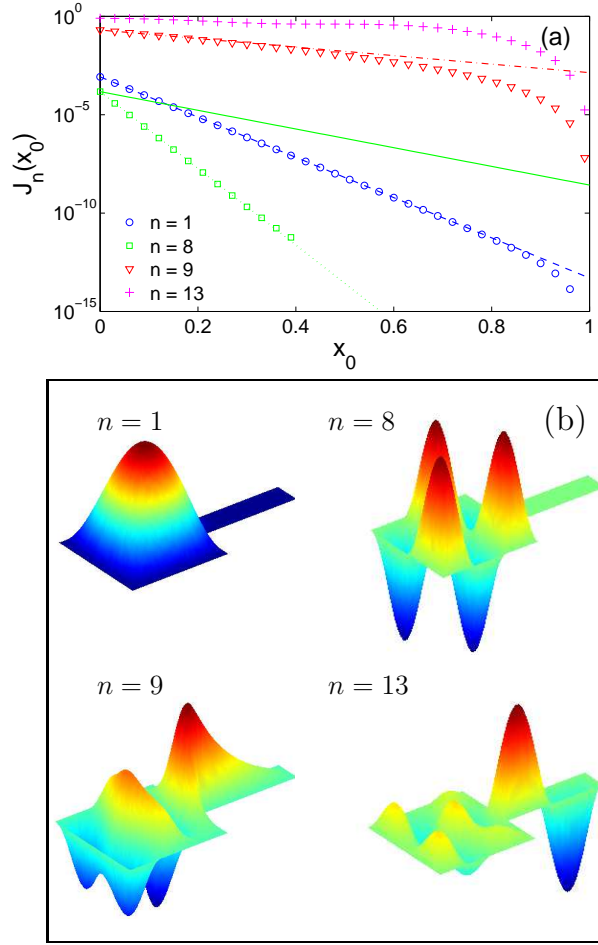 10^0
(a)
10^-5
10^-10
10^-15
J_n(x_0)
n = 1
n = 8
n = 9
n = 13
0 0.2 0.4 0.6 0.8 1
x_0
n = 1
n = 8
(b)
n = 9
n = 13